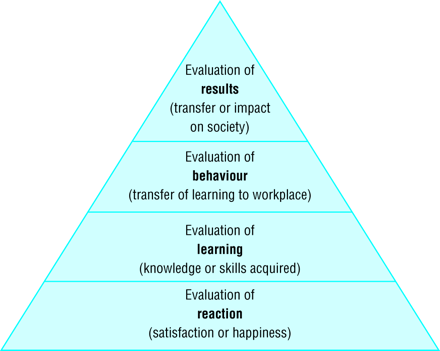 Evaluation of
results
(transfer or impact
on society)
Evaluation of
behaviour
(transfer of learning to workplace)
Evaluation of
learning
(knowledge or skills acquired)
Evaluation of
reaction
(satisfaction or happiness)